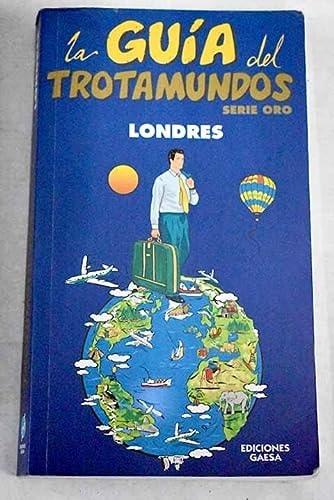 La GUÍA del
TROTAMUNDOS
SERIE ORO
LONDRES
EDICIONES
GAESA